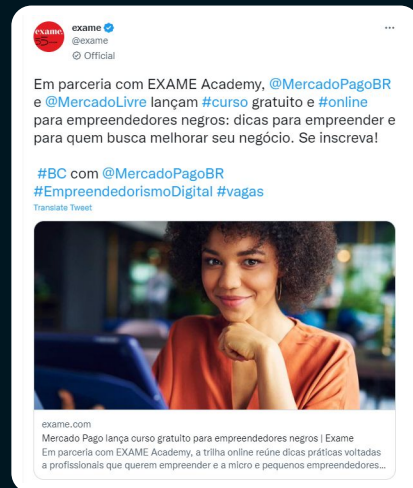 exame.
exame
@exame
Official
Em parceria com EXAME Academy, @MercadoPagoBR
e @MercadoLivre lançam #curso gratuito e #online
para empreendedores negros: dicas para empreender e
para quem busca melhorar seu negócio. Se inscreva!
#BC com @MercadoPagoBR
#EmpreendedorismoDigital #vagas
Translate Tweet
exame.com
Mercado Pago lança curso gratuito para empreendedores negros | Exame
Em parceria com EXAME Academy, a trilha online reúne dicas práticas voltadas
a profissionais que querem empreender e a micro e pequenos empreendedores...